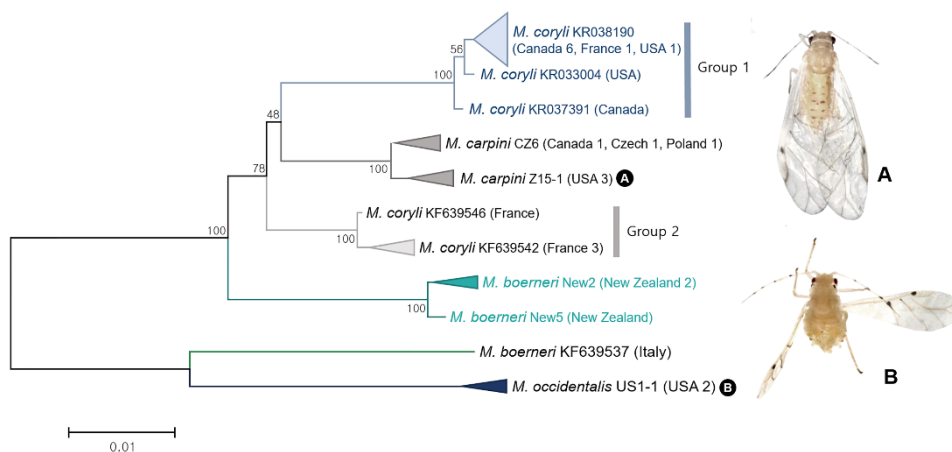 M. coryli KR038190
(Canada 6, France 1, USA 1)
56
Group 1
M. coryli KR033004 (USA)
100
M. coryli KR037391 (Canada)
48
M. carpini CZ6 (Canada 1, Czech 1, Poland 1)
78
100
M. carpini Z15-1 (USA 3) A
A
M. coryli KF639546 (France)
100
Group 2
M. coryli KF639542 (France 3)
100
M. boerneri New2 (New Zealand 2)
100
M. boerneri New5 (New Zealand)
M. boerneri KF639537 (Italy)
B
M. occidentalis US1-1 (USA 2) B
0.01